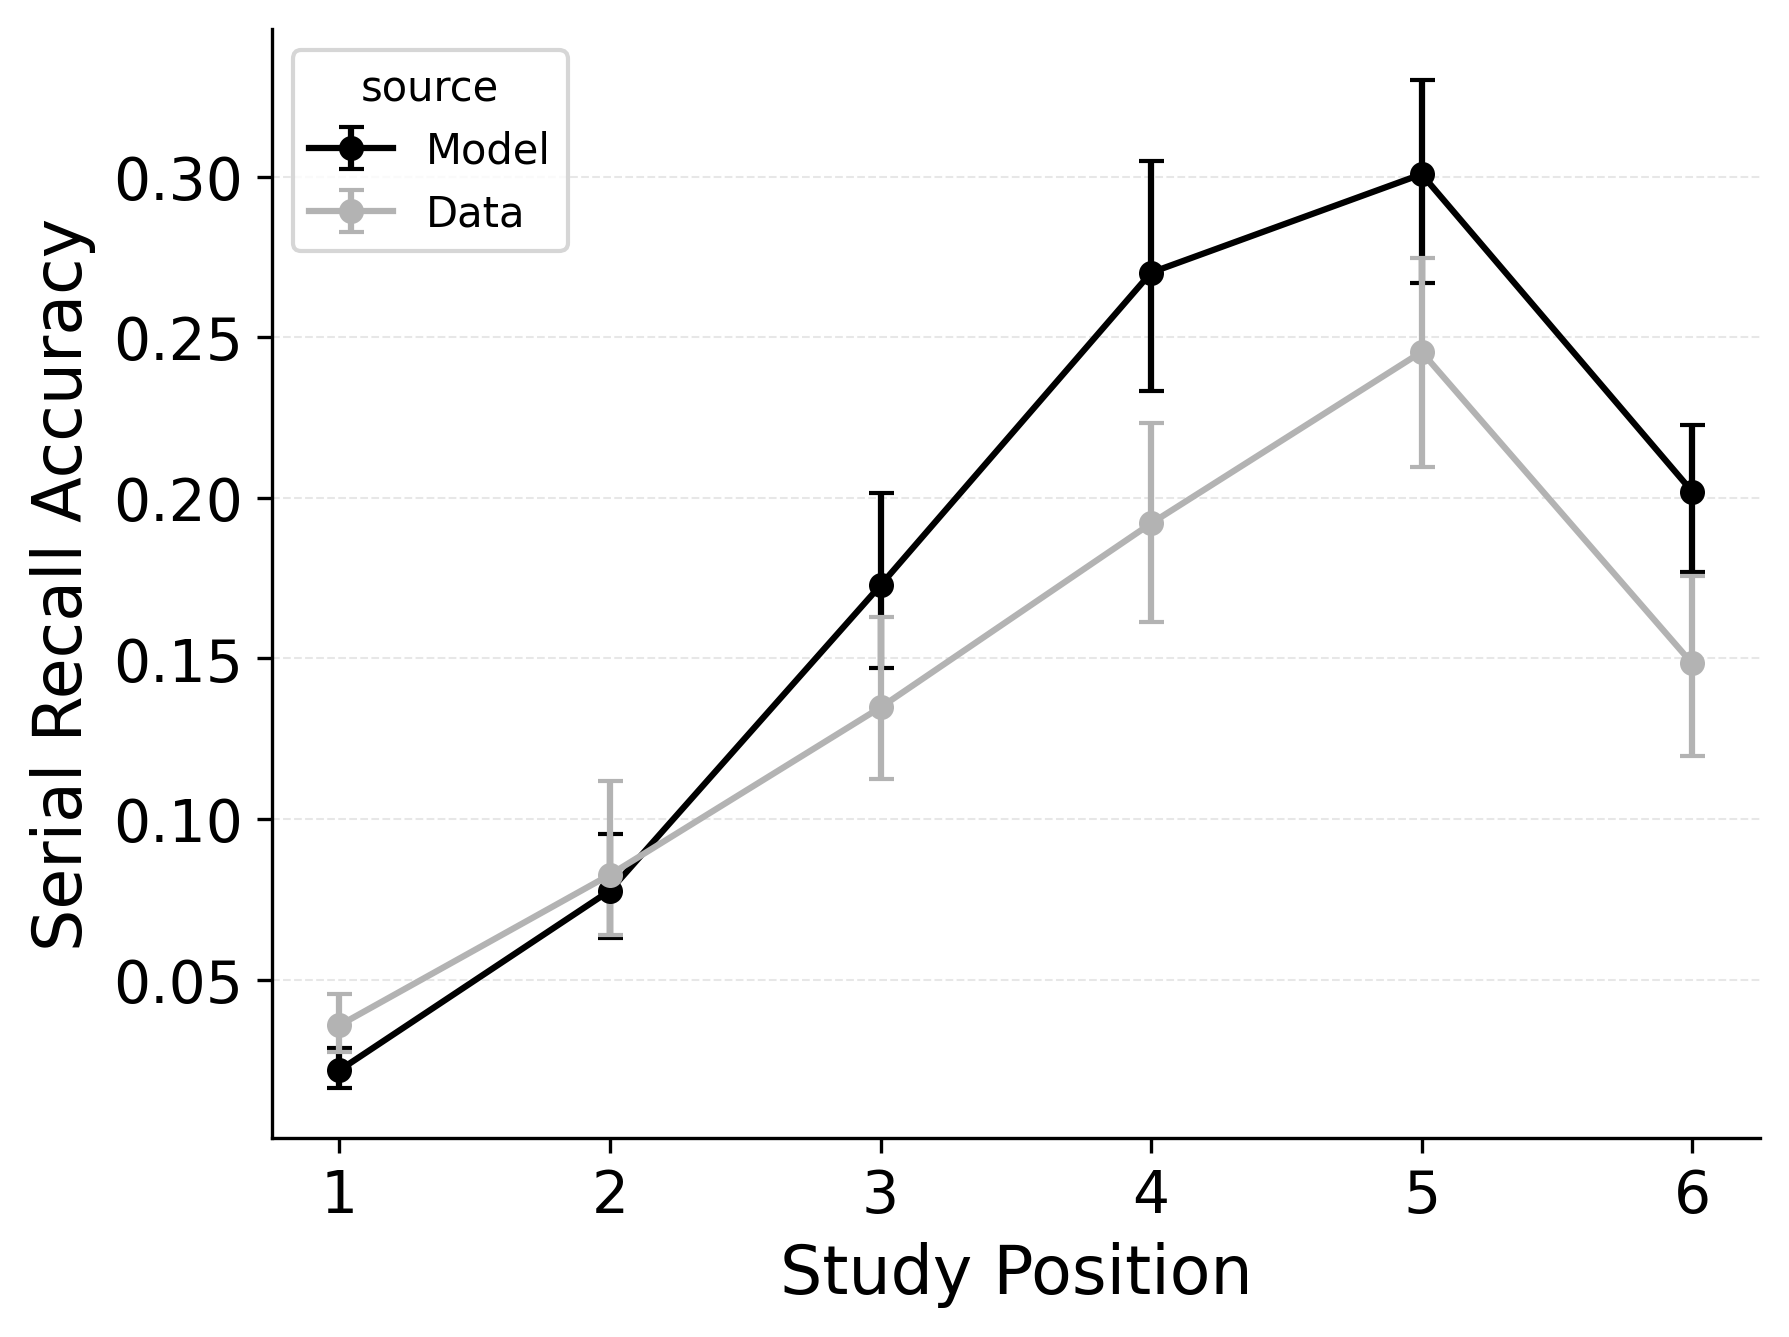 source
Model
Data
Serial Recall Accuracy
0.30
0.25
0.20
0.15
0.10
0.05
1 2 3 4 5 6
Study Position